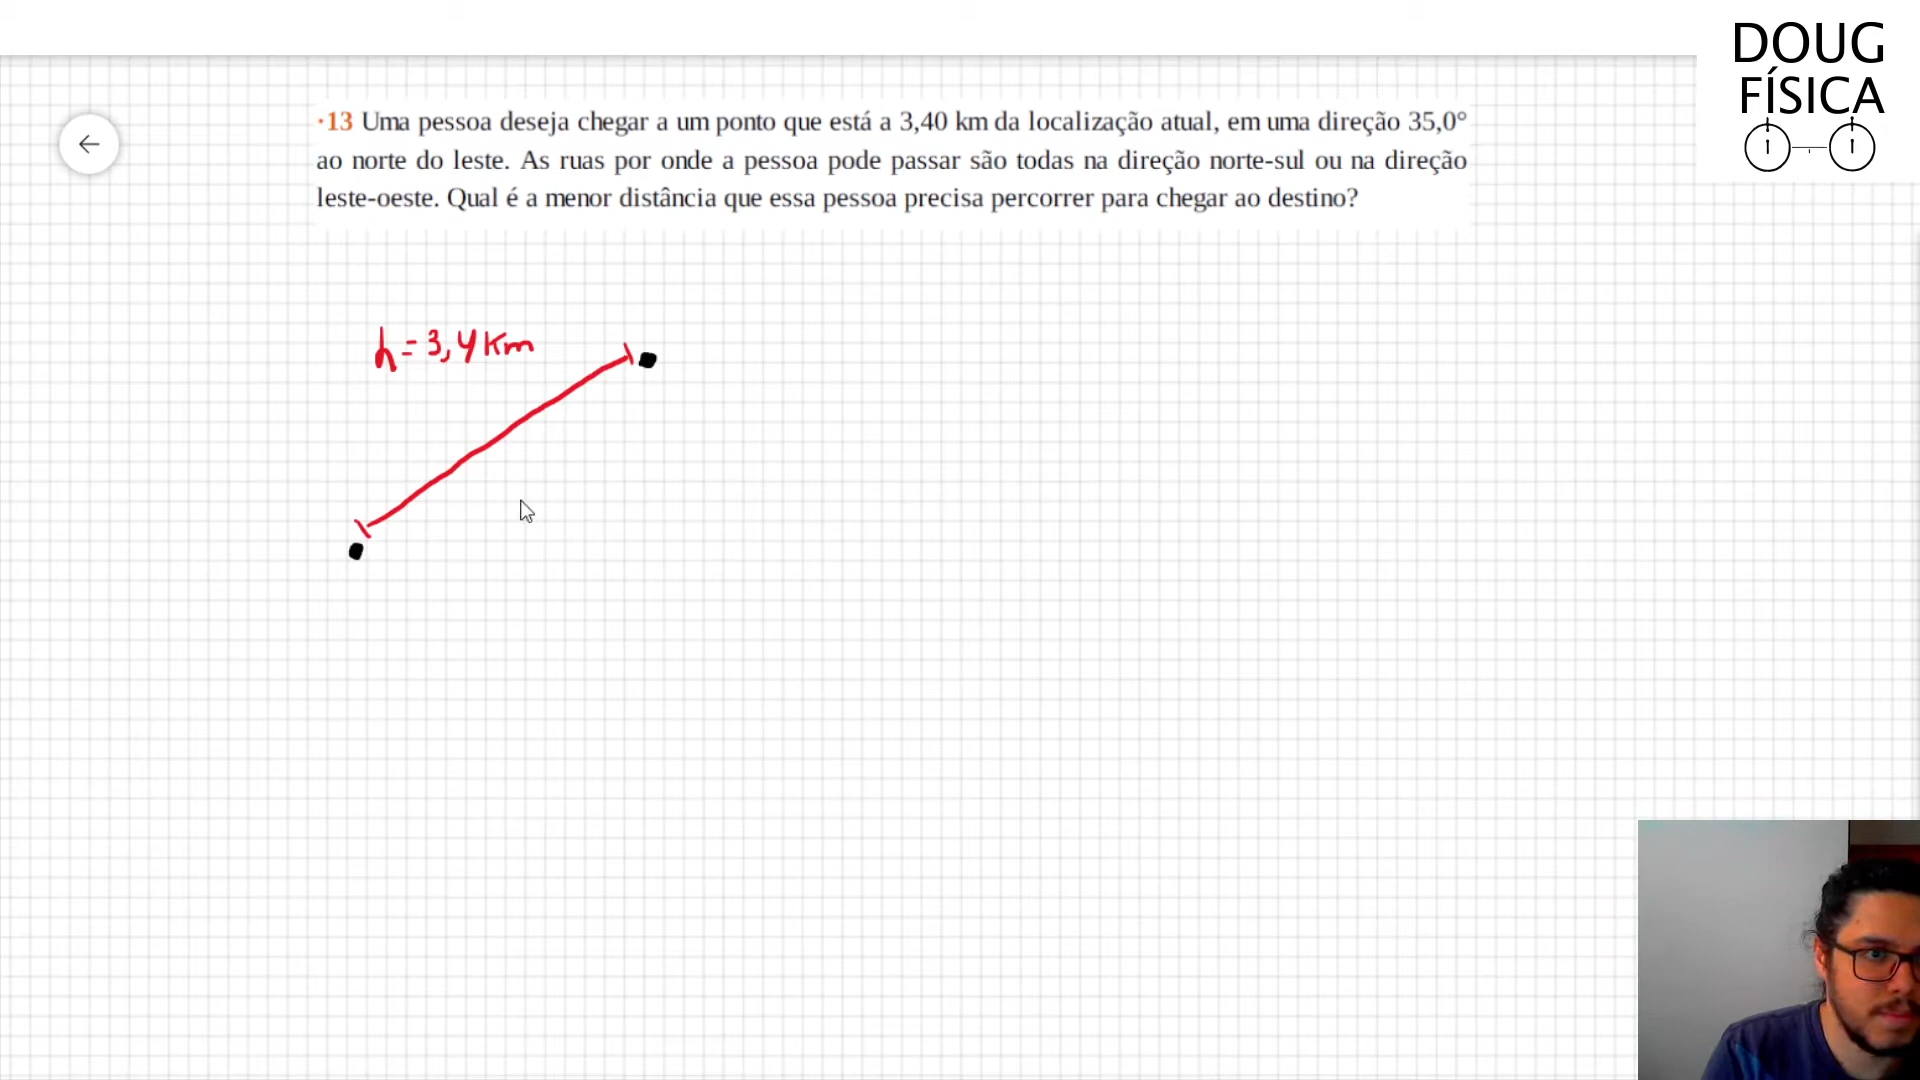 DOUG
FÍSICA
·13 Uma pessoa deseja chegar a um ponto que está a 3,40 km da localização atual, em uma direção 35,0°
ao norte do leste. As ruas por onde a pessoa pode passar são todas na direção norte-sul ou na direção
leste-oeste. Qual é a menor distância que essa pessoa precisa percorrer para chegar ao destino?
h = 3,4 Km